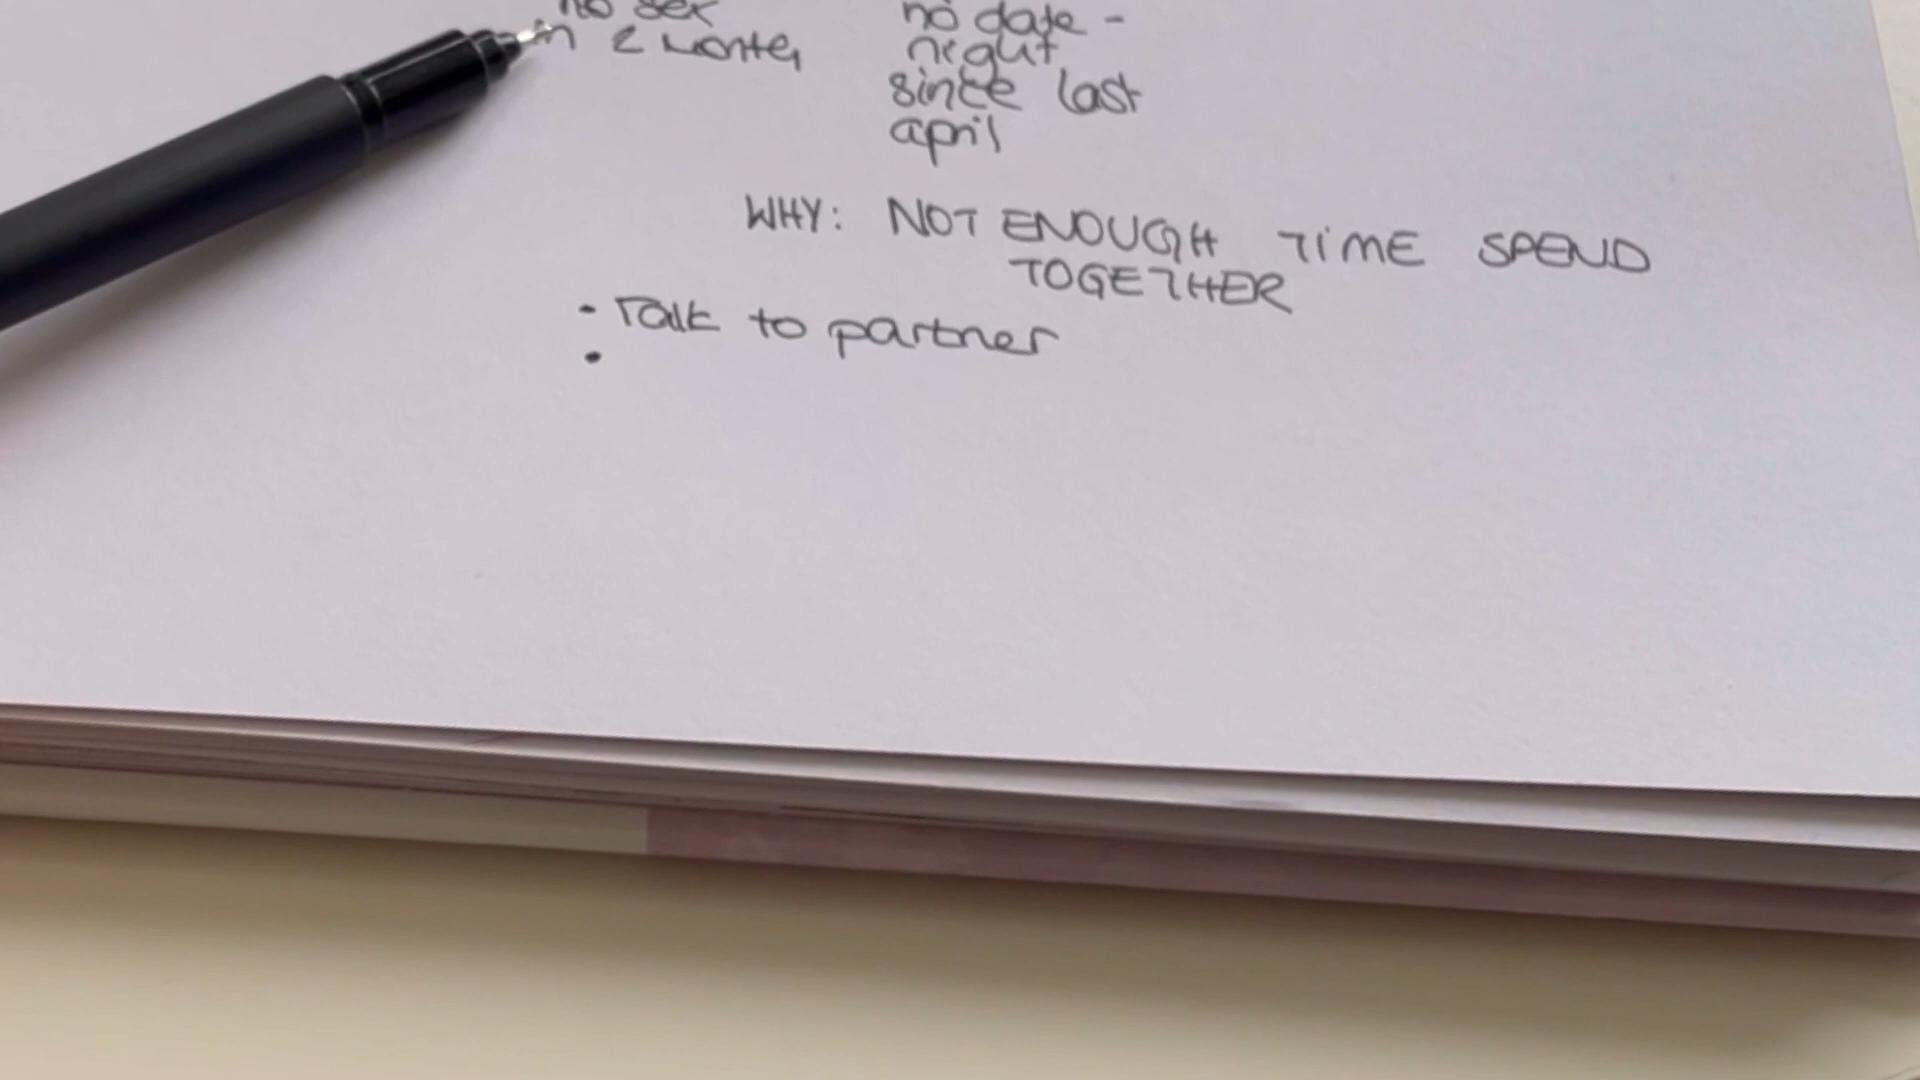 no sex
in 2 months
no date -
night
since last
april
WHY: NOT ENOUGH TIME SPEND
TOGETHER
- Talk to partner
•